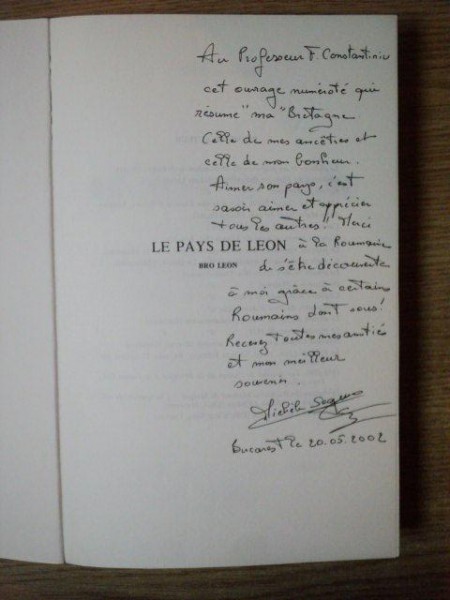 Au Professeur F. Constantiniu
cet ouvrage numéroté qui
résume "ma "Bretagne
Celle de mes ancêtres et
celle de mon bonheur.
Aimer son pays, c'est
savoir aimer et apprécier
tous les autres! Merci
LE PAYS DE LEON à la Roumanie
BRO LEON de s'être découverte
à moi grâce à certains
Roumains dont vous!
Recevez toutes mes amitiés
et mon meilleur
souvenir.
Michèle
Bucarest le 20.05.2002